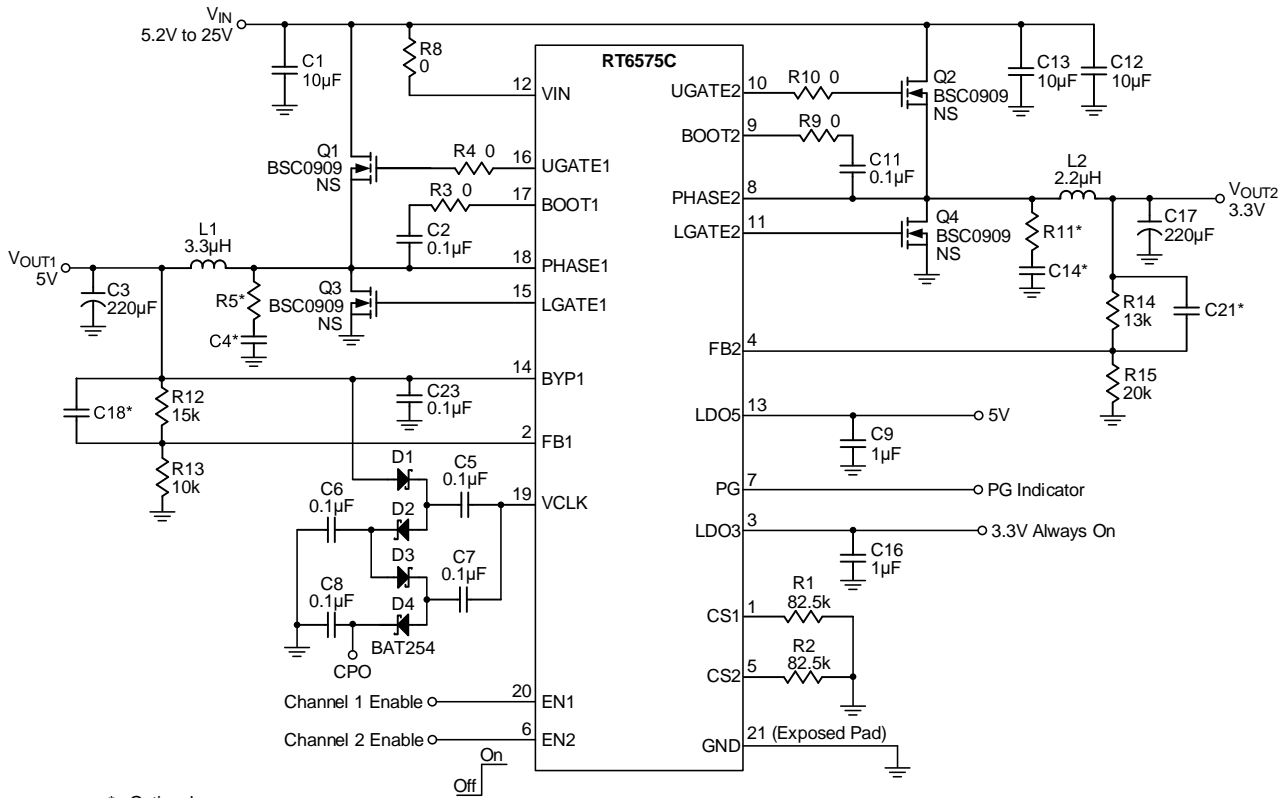 VIN
5.2V to 25V
C1
10µF
R8
0
RT6575C
12
VIN
UGATE2
10
R10 0
Q2
BSC0909
NS
C13
10µF
C12
10µF
BOOT2
9
R9 0
C11
0.1µF
Q1
BSC0909
NS
R4 0
16
UGATE1
R3 0
17
BOOT1
C2
0.1µF
PHASE2
8
L2
2.2µH
VOUT2
3.3V
C17
220µF
LGATE2
11
Q4
BSC0909
NS
R11*
C14*
L1
3.3µH
VOUT1
5V
C3
220µF
18
PHASE1
R5*
C4*
Q3
BSC0909
NS
15
LGATE1
R14
13k
C21*
FB2
4
R15
20k
14
BYP1
C23
0.1µF
R12
15k
C18*
2
FB1
R13
10k
LDO5
13
5V
C9
1µF
D1
C5
0.1µF
19
VCLK
C6
0.1µF
D2
D3
C7
0.1µF
C8
0.1µF
D4
BAT254
CPO
PG
7
PG Indicator
LDO3
3
3.3V Always On
C16
1µF
CS1
1
R1
82.5k
CS2
5
R2
82.5k
Channel 1 Enable
20
EN1
Channel 2 Enable
6
EN2
GND
21 (Exposed Pad)
On
Off